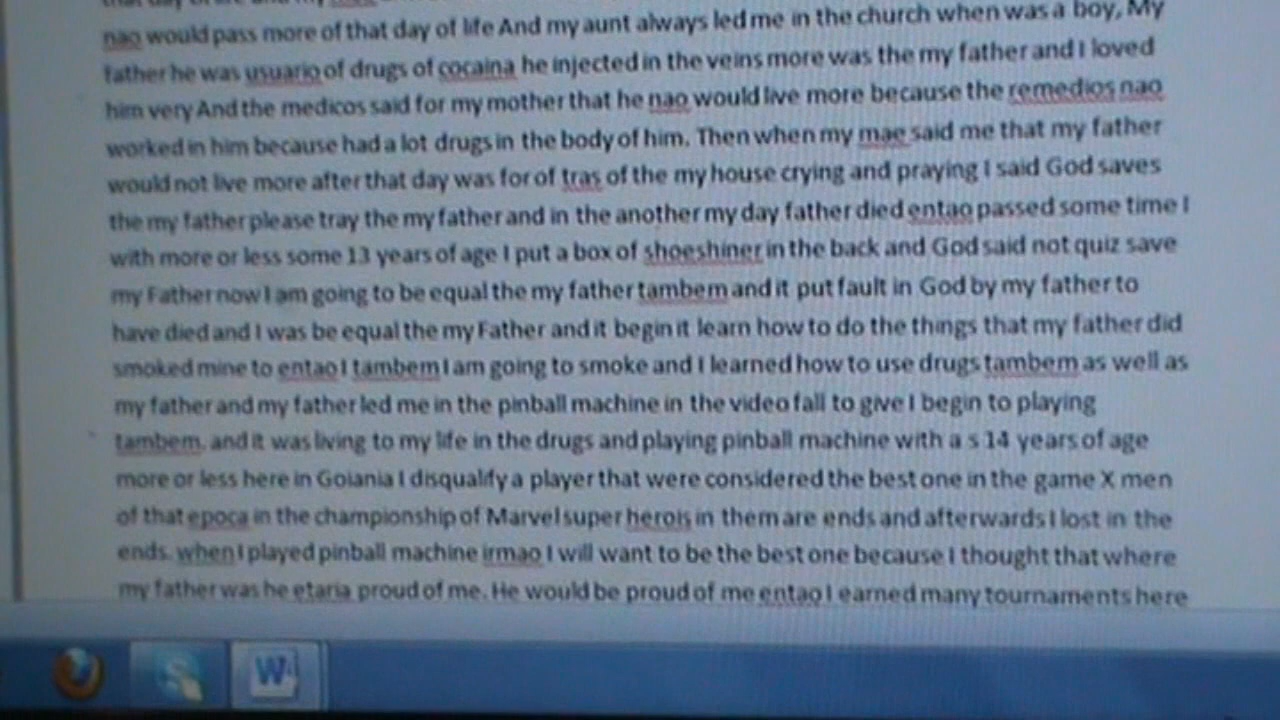 that day of life and my
nao would pass more of that day of life And my aunt always led me in the church when was a boy, My
father he was usuario of drugs of cocaina he injected in the veins more was the my father and I loved
him very And the medicos said for my mother that he nao would live more because the remedios nao
worked in him because had a lot drugs in the body of him. Then when my mae said me that my father
would not live more after that day was for of tras of the my house crying and praying I said God saves
the my father please tray the my father and in the another my day father died entao passed some time I
with more or less some 13 years of age I put a box of shoeshiner in the back and God said not quiz save
my Father now I am going to be equal the my father tambem and it put fault in God by my father to
have died and I was be equal the my Father and it begin it learn how to do the things that my father did
smoked mine to entao I tambem I am going to smoke and I learned how to use drugs tambem as well as
my father and my father led me in the pinball machine in the video fall to give I begin to playing
tambem. and it was living to my life in the drugs and playing pinball machine with a s 14 years of age
more or less here in Goiania I disqualify a player that were considered the best one in the game X men
of that epoca in the championship of Marvel super herois in them are ends and afterwards I lost in the
ends. when I played pinball machine irmao I will want to be the best one because I thought that where
my father was he etaria proud of me. He would be proud of me entao I earned many tournaments here
W